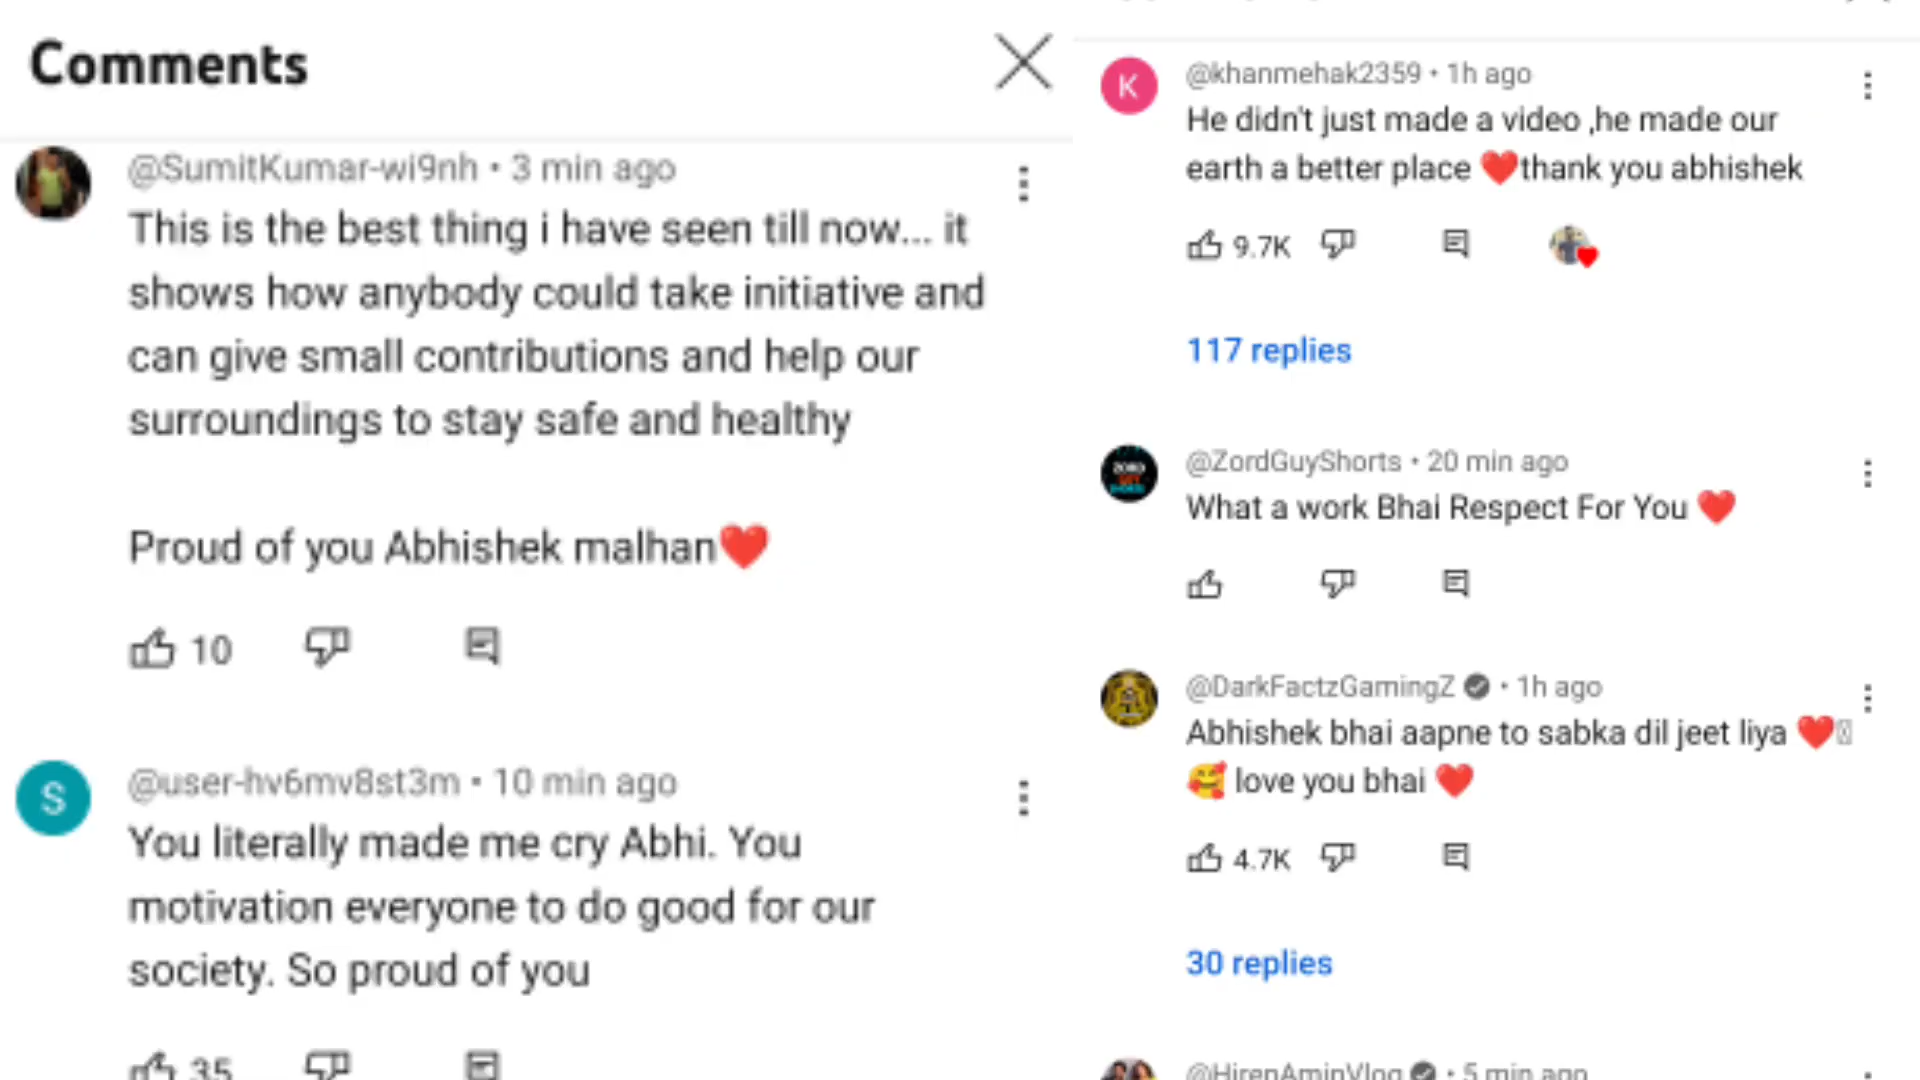 Comments
@SumitKumar-wi9nh • 3 min ago
This is the best thing i have seen till now... it
shows how anybody could take initiative and
can give small contributions and help our
surroundings to stay safe and healthy
Proud of you Abhishek malhan❤️
10
S
@user-hv6mv8st3m • 10 min ago
You literally made me cry Abhi. You
motivation everyone to do good for our
society. So proud of you
35
K
@khanmehak2359 • 1h ago
He didn't just made a video ,he made our
earth a better place ❤️thank you abhishek
9.7K
117 replies
@ZordGuyShorts • 20 min ago
What a work Bhai Respect For You ❤️
@DarkFactzGamingZ • 1h ago
Abhishek bhai aapne to sabka dil jeet liya ❤️
🥰 love you bhai ❤️
4.7K
30 replies
@HirenAminVlog • 5 min ago